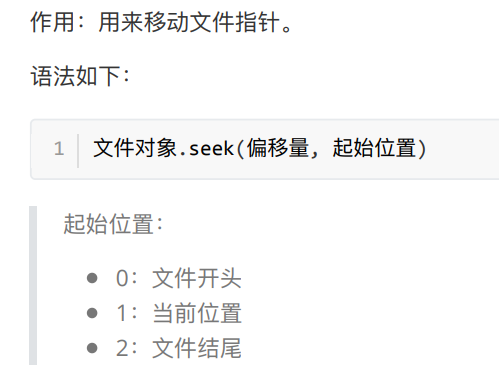 作用：用来移动文件指针。
语法如下：
1 文件对象.seek(偏移量, 起始位置)
起始位置：
● 0：文件开头
● 1：当前位置
● 2：文件结尾